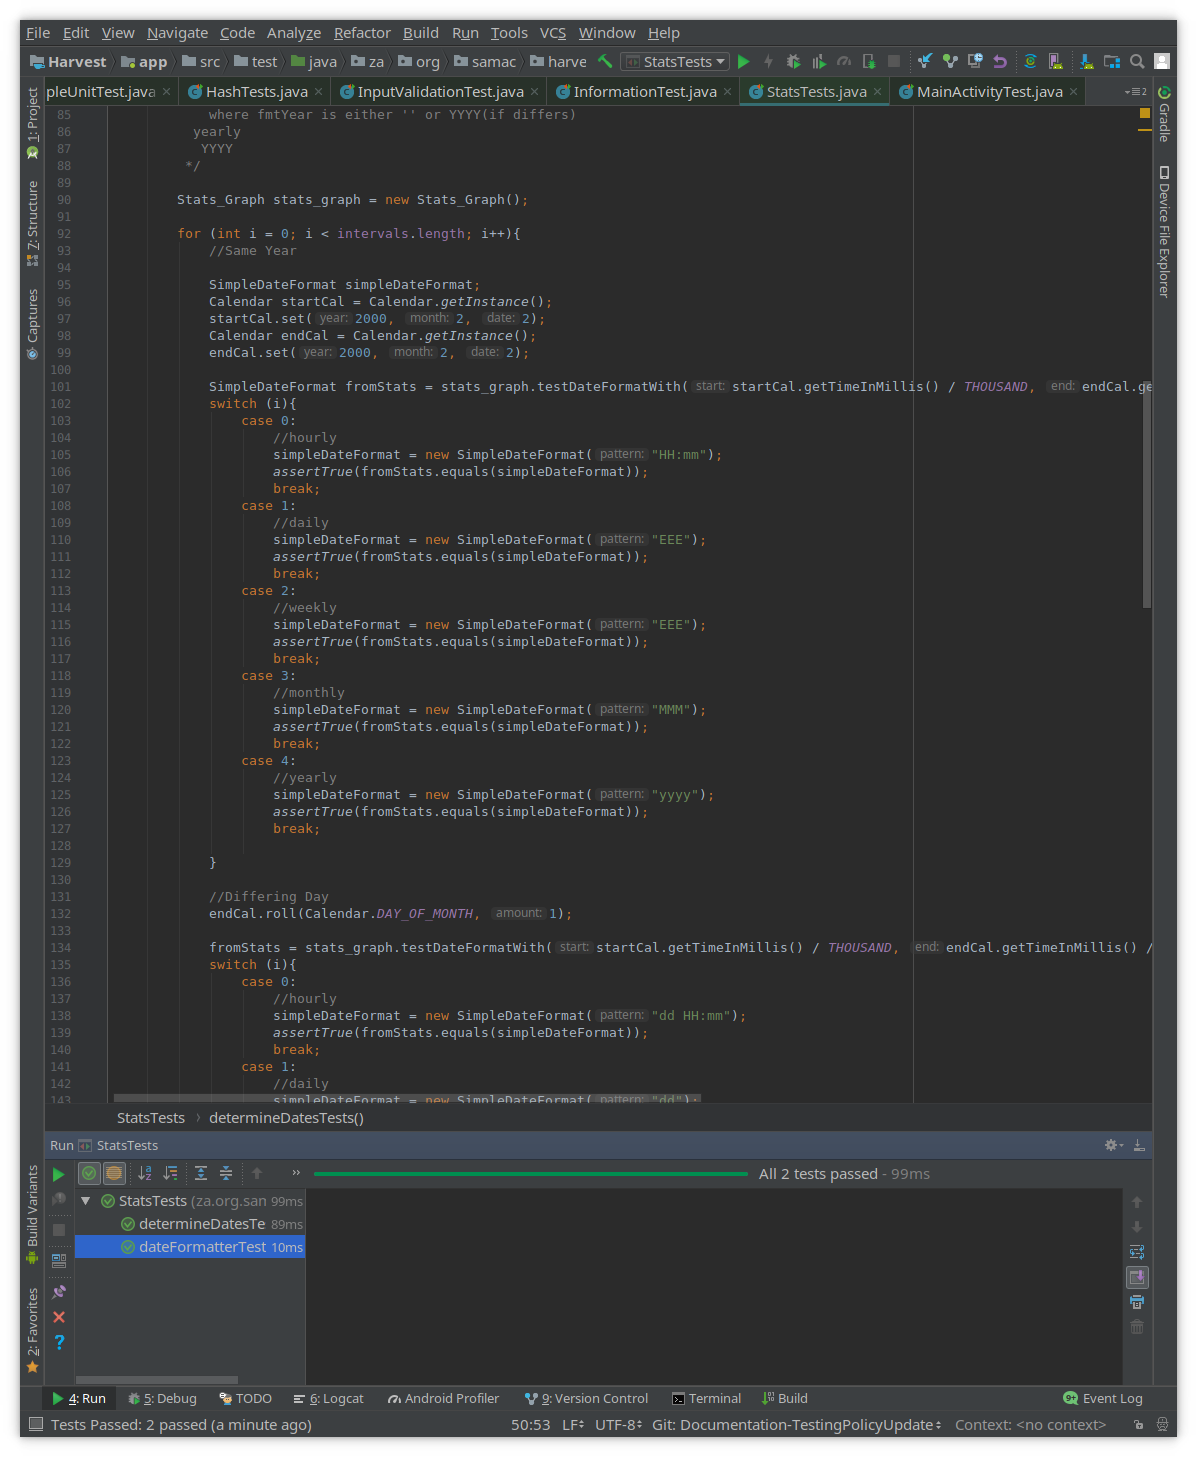 File Edit View Navigate Code Analyze Refactor Build Run Tools VCS Window Help
Harvest app src test java za org samac harve StatsTests
pleUnitTest.java HashTests.java InputValidationTest.java InformationTest.java StatsTests.java MainActivityTest.java 2
1: Project
7: Structure
Captures
Build Variants
2: Favorites
Gradle
Device File Explorer
85 where fmtYear is either '' or YYYY(if differs)
86 yearly
87 YYYY
88 */
89
90 Stats_Graph stats_graph = new Stats_Graph();
91
92 for (int i = 0; i < intervals.length; i++){
93 //Same Year
94
95 SimpleDateFormat simpleDateFormat;
96 Calendar startCal = Calendar.getInstance();
97 startCal.set( year: 2000, month: 2, date: 2);
98 Calendar endCal = Calendar.getInstance();
99 endCal.set( year: 2000, month: 2, date: 2);
100
101 SimpleDateFormat fromStats = stats_graph.testDateFormatWith( start: startCal.getTimeInMillis() / THOUSAND, end: endCal.ge
102 switch (i){
103 case 0:
104 //hourly
105 simpleDateFormat = new SimpleDateFormat( pattern: "HH:mm");
106 assertTrue(fromStats.equals(simpleDateFormat));
107 break;
108 case 1:
109 //daily
110 simpleDateFormat = new SimpleDateFormat( pattern: "EEE");
111 assertTrue(fromStats.equals(simpleDateFormat));
112 break;
113 case 2:
114 //weekly
115 simpleDateFormat = new SimpleDateFormat( pattern: "EEE");
116 assertTrue(fromStats.equals(simpleDateFormat));
117 break;
118 case 3:
119 //monthly
120 simpleDateFormat = new SimpleDateFormat( pattern: "MMM");
121 assertTrue(fromStats.equals(simpleDateFormat));
122 break;
123 case 4:
124 //yearly
125 simpleDateFormat = new SimpleDateFormat( pattern: "yyyy");
126 assertTrue(fromStats.equals(simpleDateFormat));
127 break;
128
129 }
130
131 //Differing Day
132 endCal.roll(Calendar.DAY_OF_MONTH, amount: 1);
133
134 fromStats = stats_graph.testDateFormatWith( start: startCal.getTimeInMillis() / THOUSAND, end: endCal.getTimeInMillis() /
135 switch (i){
136 case 0:
137 //hourly
138 simpleDateFormat = new SimpleDateFormat( pattern: "dd HH:mm");
139 assertTrue(fromStats.equals(simpleDateFormat));
140 break;
141 case 1:
142 //daily
143 simpleDateFormat = new SimpleDateFormat( pattern: "dd");
StatsTests › determineDatesTests()
Run StatsTests
» All 2 tests passed - 99ms
StatsTests (za.org.san 99ms
determineDatesTe 89ms
dateFormatterTest 10ms
4: Run 5: Debug TODO 6: Logcat Android Profiler 9: Version Control Terminal Build 9+ Event Log
Tests Passed: 2 passed (a minute ago) 50:53 LF UTF-8 Git: Documentation-TestingPolicyUpdate Context: <no context>